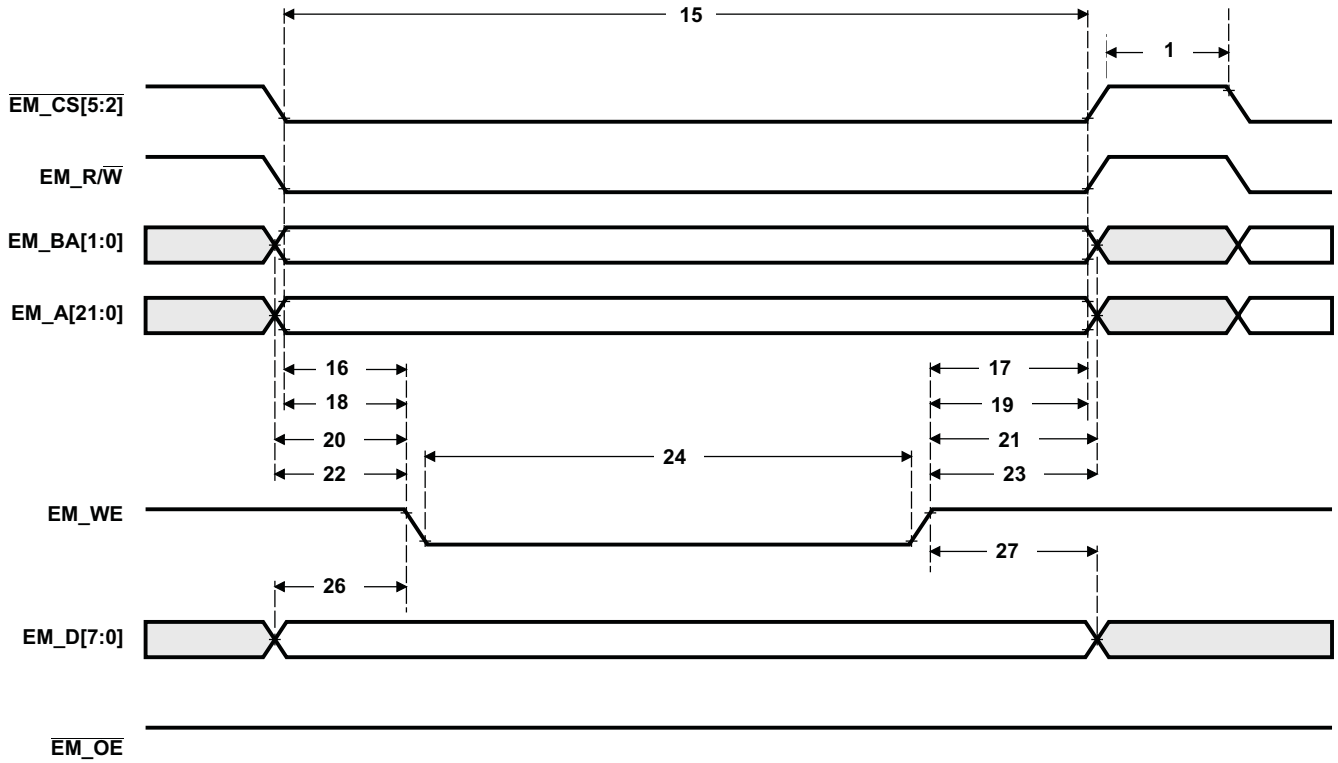 15
1
EM_CS[5:2]
EM_R/W
EM_BA[1:0]
EM_A[21:0]
16
17
18
19
20
21
22
23
24
EM_WE
27
26
EM_D[7:0]
EM_OE